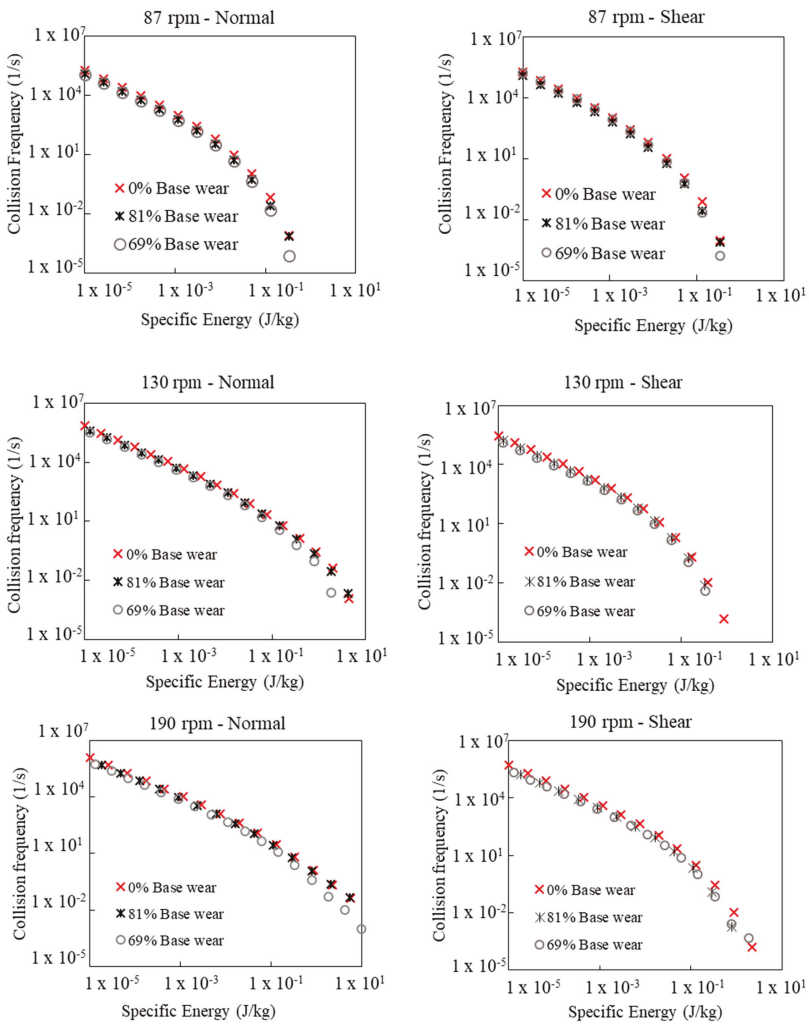 87 rpm - Normal
1 x 10^7
1 x 10^4
1 x 10^1
1 x 10^-2
1 x 10^-5
Collision Frequency (1/s)
0% Base wear
81% Base wear
69% Base wear
1 x 10^-5
1 x 10^-3
1 x 10^-1
1 x 10^1
Specific Energy (J/kg)
87 rpm - Shear
1 x 10^7
1 x 10^4
1 x 10^1
1 x 10^-2
1 x 10^-5
Collision Frequency (1/s)
0% Base wear
81% Base wear
69% Base wear
1 x 10^-5
1 x 10^-3
1 x 10^-1
1 x 10^1
Specific Energy (J/kg)
130 rpm - Normal
1 x 10^7
1 x 10^4
1 x 10^1
1 x 10^-2
1 x 10^-5
Collision frequency (1/s)
0% Base wear
81% Base wear
69% Base wear
1 x 10^-5
1 x 10^-3
1 x 10^-1
1 x 10^1
Specific Energy (J/kg)
130 rpm - Shear
1 x 10^7
1 x 10^4
1 x 10^1
1 x 10^-2
1 x 10^-5
Collision frequency (1/s)
0% Base wear
81% Base wear
69% Base wear
1 x 10^-5
1 x 10^-3
1 x 10^-1
1 x 10^1
Specific Energy (J/kg)
190 rpm - Normal
1 x 10^7
1 x 10^4
1 x 10^1
1 x 10^-2
1 x 10^-5
Collision frequency (1/s)
0% Base wear
81% Base wear
69% Base wear
1 x 10^-5
1 x 10^-3
1 x 10^-1
1 x 10^1
Specific Energy (J/kg)
190 rpm - Shear
1 x 10^7
1 x 10^4
1 x 10^1
1 x 10^-2
1 x 10^-5
Collision frequency (1/s)
0% Base wear
81% Base wear
69% Base wear
1 x 10^-5
1 x 10^-3
1 x 10^-1
1 x 10^1
Specific Energy (J/kg)